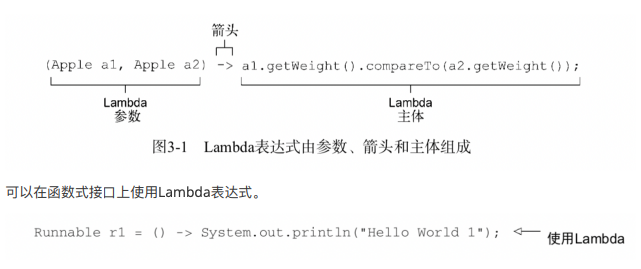 箭头
(Apple a1, Apple a2) -> a1.getWeight().compareTo(a2.getWeight());
Lambda
参数
Lambda
主体
图3-1 Lambda表达式由参数、箭头和主体组成
可以在函数式接口上使用Lambda表达式。
Runnable r1 = () -> System.out.println("Hello World 1"); 使用Lambda